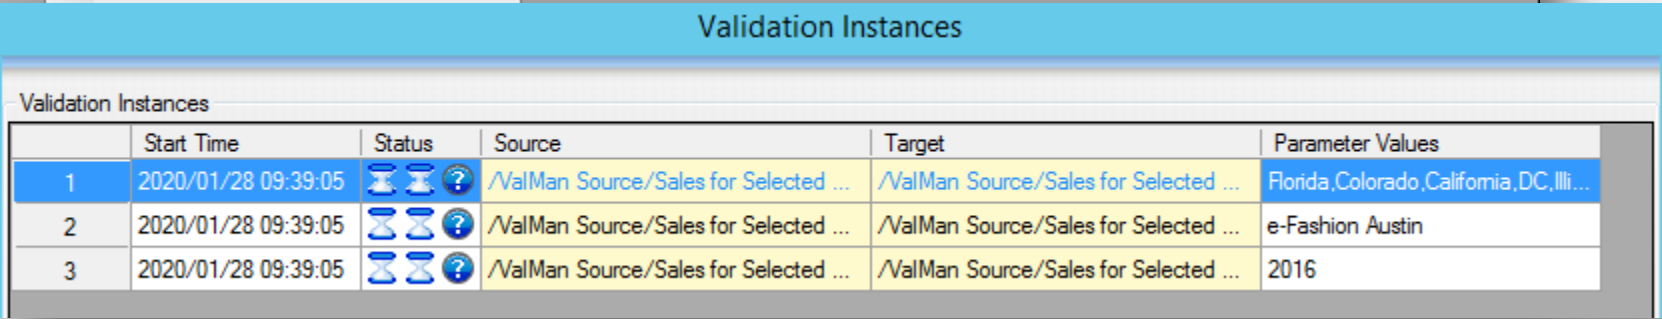 Validation Instances
Validation Instances
Start Time Status Source Target Parameter Values
1 2020/01/28 09:39:05 ? /ValMan Source/Sales for Selected ... /ValMan Source/Sales for Selected ... Florida,Colorado,California,DC,Illi...
2 2020/01/28 09:39:05 ? /ValMan Source/Sales for Selected ... /ValMan Source/Sales for Selected ... e-Fashion Austin
3 2020/01/28 09:39:05 ? /ValMan Source/Sales for Selected ... /ValMan Source/Sales for Selected ... 2016